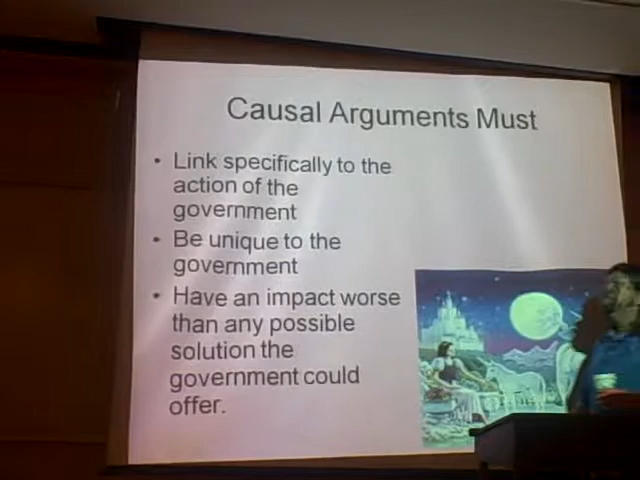 Causal Arguments Must
• Link specifically to the
action of the
government
• Be unique to the
government
• Have an impact worse
than any possible
solution the
government could
offer.